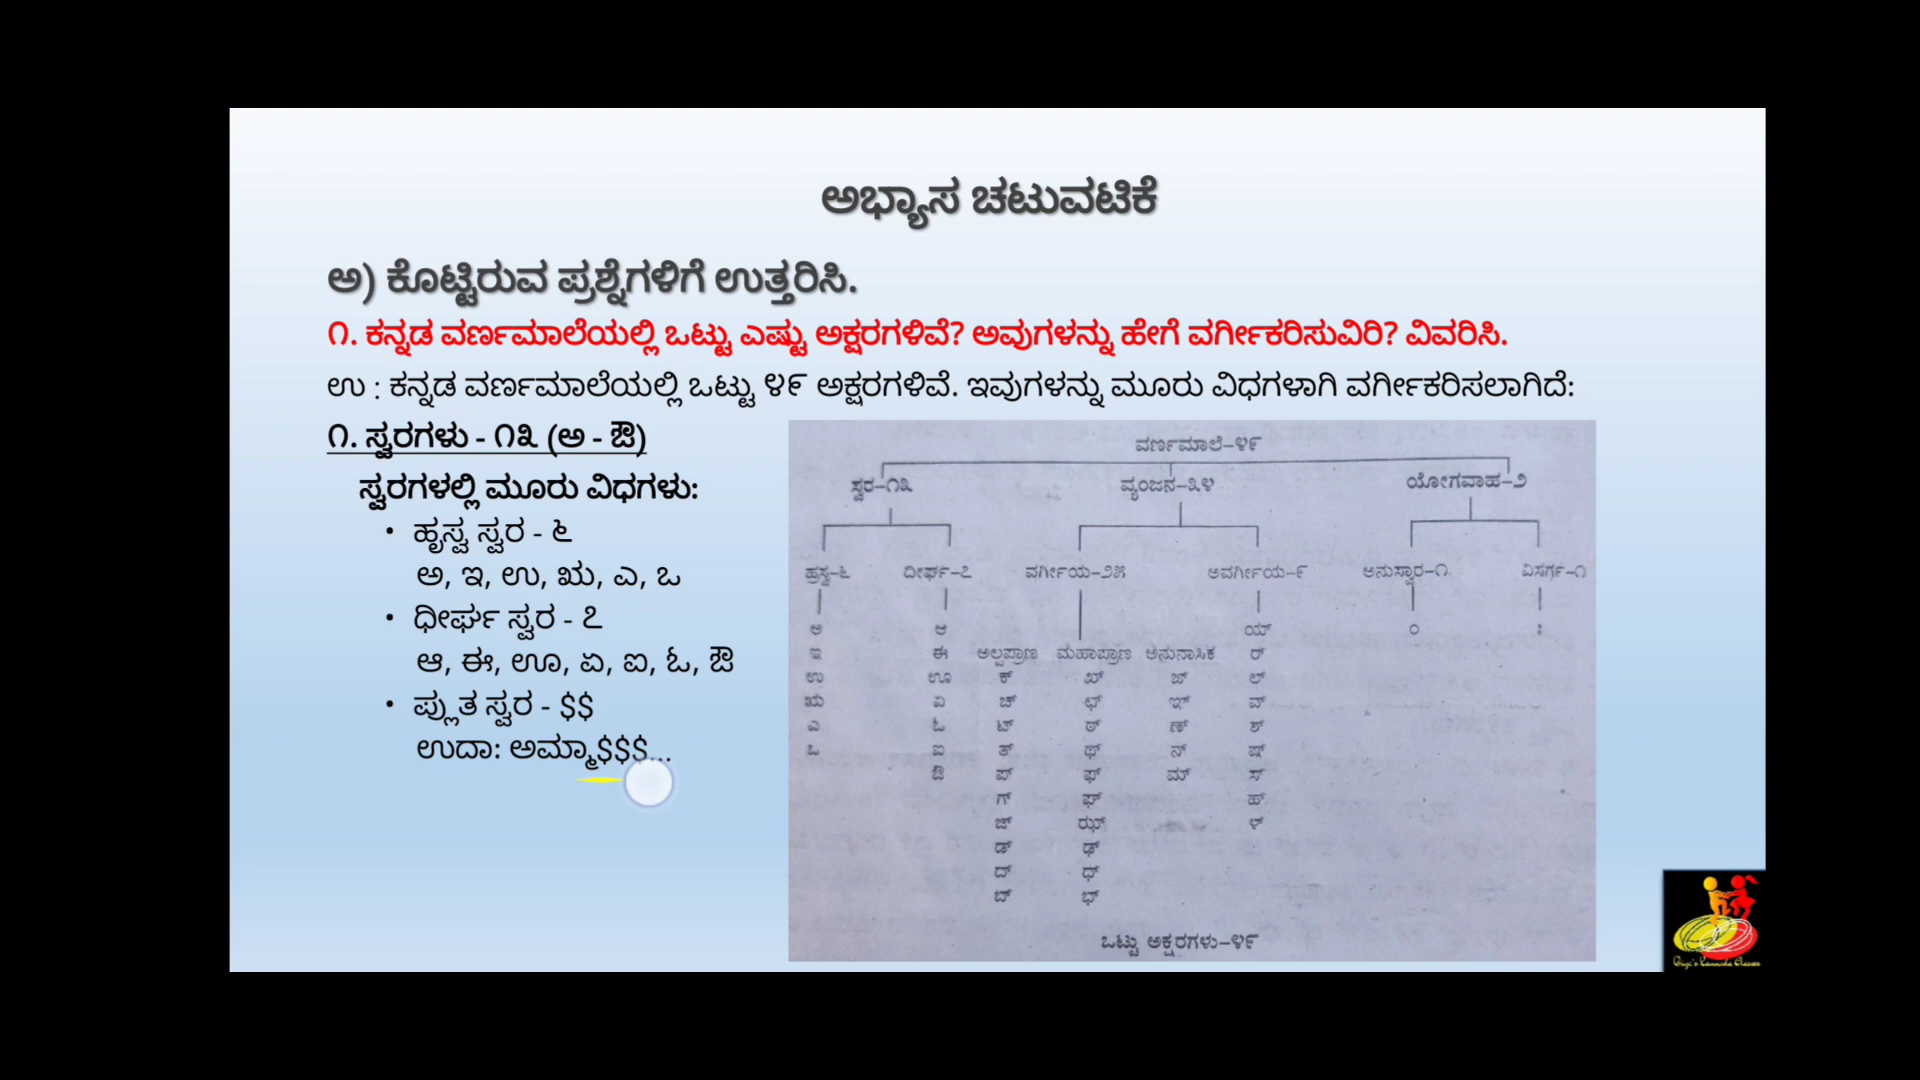 ಅಭ್ಯಾಸ ಚಟುವಟಿಕೆ
ಅ) ಕೊಟ್ಟಿರುವ ಪ್ರಶ್ನೆಗಳಿಗೆ ಉತ್ತರಿಸಿ.
೧. ಕನ್ನಡ ವರ್ಣಮಾಲೆಯಲ್ಲಿ ಒಟ್ಟು ಎಷ್ಟು ಅಕ್ಷರಗಳಿವೆ? ಅವುಗಳನ್ನು ಹೇಗೆ ವರ್ಗೀಕರಿಸುವಿರಿ? ವಿವರಿಸಿ.
ಉ : ಕನ್ನಡ ವರ್ಣಮಾಲೆಯಲ್ಲಿ ಒಟ್ಟು ೪೯ ಅಕ್ಷರಗಳಿವೆ. ಇವುಗಳನ್ನು ಮೂರು ವಿಧಗಳಾಗಿ ವರ್ಗೀಕರಿಸಲಾಗಿದೆ:
೧. ಸ್ವರಗಳು - ೧೩ (ಅ - ಔ)
ಸ್ವರಗಳಲ್ಲಿ ಮೂರು ವಿಧಗಳು:
• ಹೃಸ್ವ ಸ್ವರ - ೬
ಅ, ಇ, ಉ, ಋ, ಎ, ಒ
• ಧೀರ್ಘ ಸ್ವರ - ೭
ಆ, ಈ, ಊ, ಏ, ಐ, ಓ, ಔ
• ಪ್ಲುತ ಸ್ವರ - $$
ಉದಾ: ಅಮ್ಮಾ$$$...
ವರ್ಣಮಾಲೆ–೪೯
ಸ್ವರ–೧೩ ವ್ಯಂಜನ–೩೪ ಯೋಗವಾಹ–೨
ಹ್ರಸ್ವ–೬ ದೀರ್ಘ–೭ ವರ್ಗೀಯ–೨೫ ಅವರ್ಗೀಯ–೯ ಅನುಸ್ವಾರ–೧ ವಿಸರ್ಗ–೧
ಅ ಆ ಯ್ ಂ ಃ
ಇ ಈ ಅಲ್ಪಪ್ರಾಣ ಮಹಾಪ್ರಾಣ ಅನುನಾಸಿಕ ರ್
ಉ ಊ ಕ್ ಖ್ ಙ್ ಲ್
ಋ ಏ ಚ್ ಛ್ ಞ್ ವ್
ಎ ಓ ಟ್ ಠ್ ಣ್ ಶ್
ಒ ಐ ತ್ ಥ್ ನ್ ಷ್
ಔ ಪ್ ಫ್ ಮ್ ಸ್
ಗ್ ಘ್ ಹ್
ಜ್ ಝ್ ಳ್
ಡ್ ಢ್
ದ್ ಧ್
ಬ್ ಭ್
ಒಟ್ಟು ಅಕ್ಷರಗಳು–೪೯